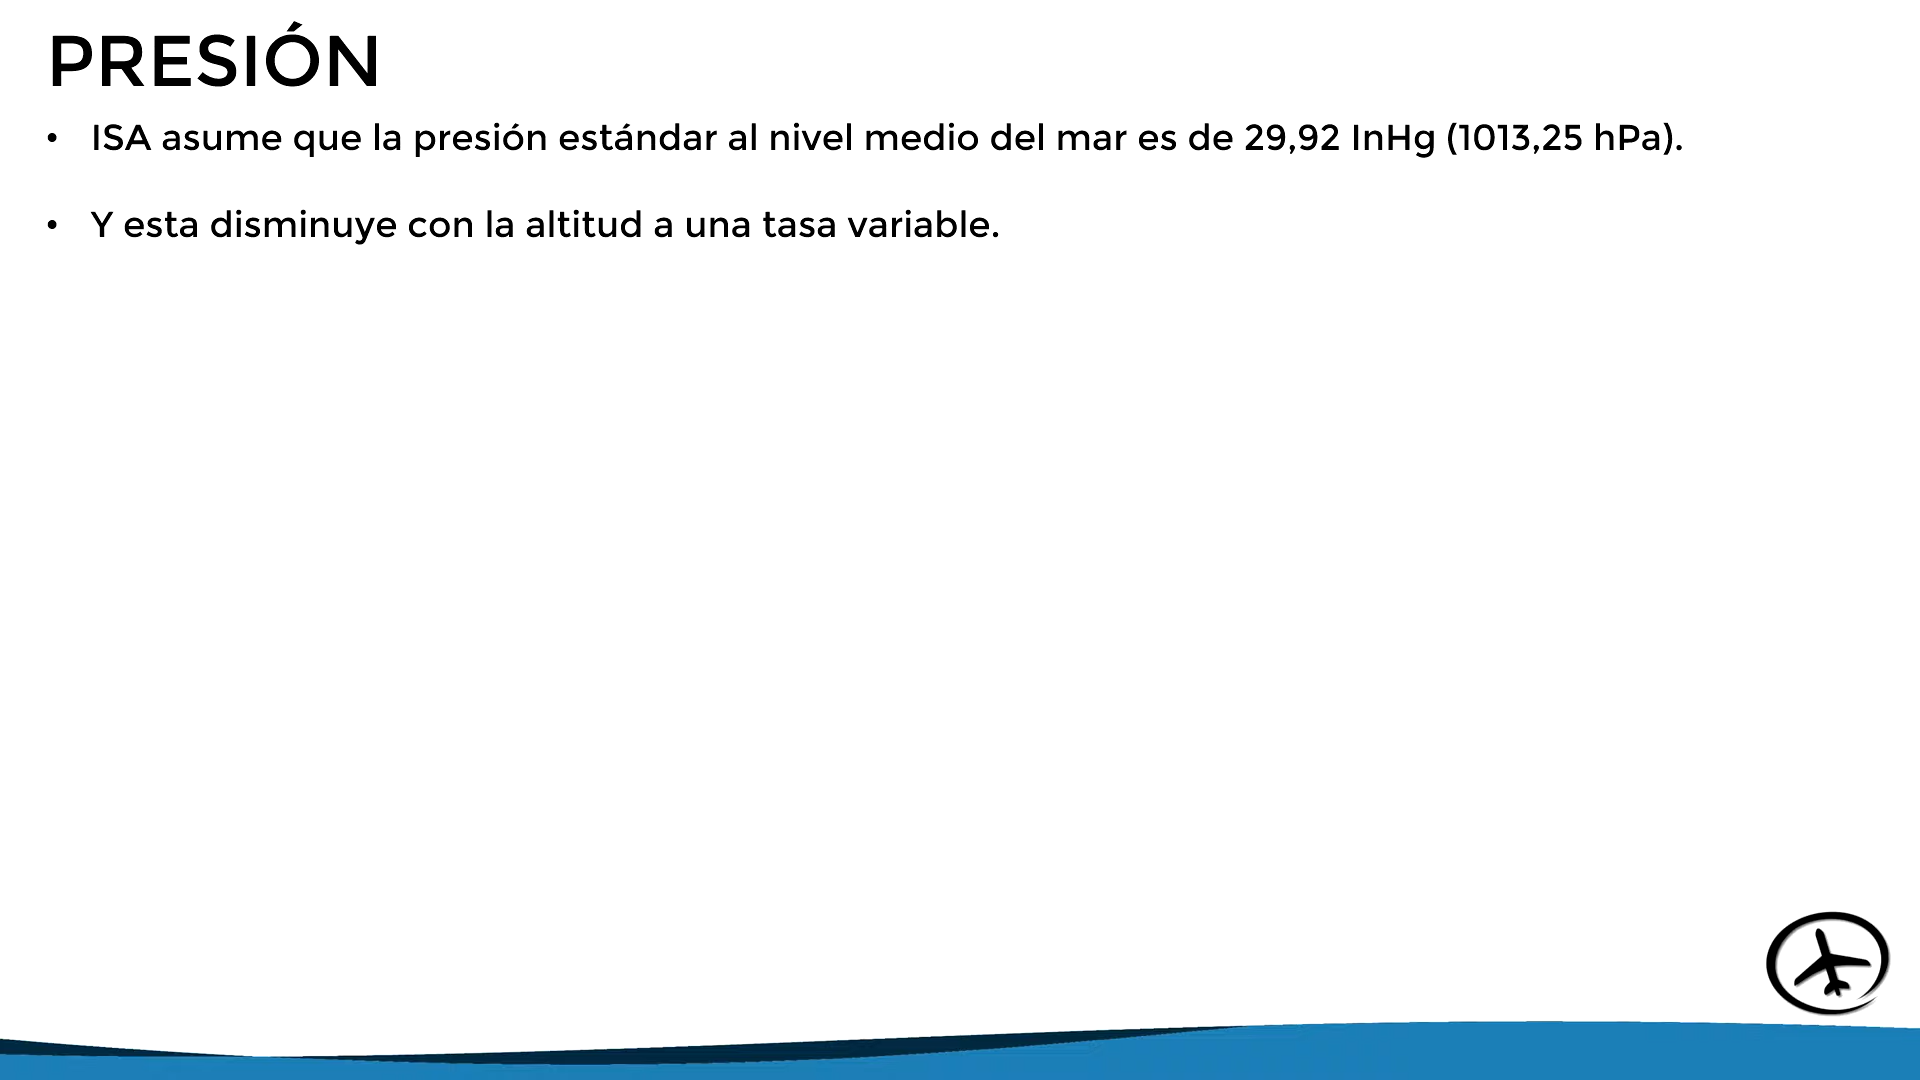 PRESIÓN
• ISA asume que la presión estándar al nivel medio del mar es de 29,92 InHg (1013,25 hPa).
• Y esta disminuye con la altitud a una tasa variable.